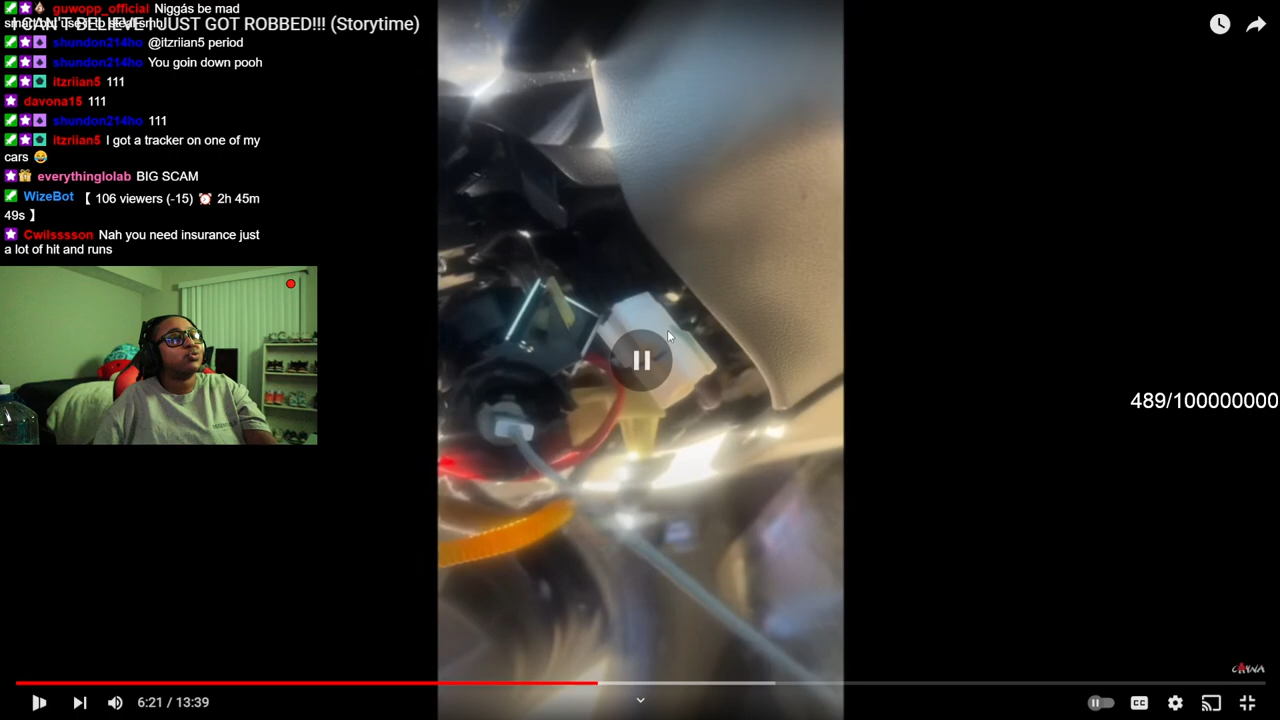 guwopp_official Niggás be mad
I CAN'T BELIEVE I JUST GOT ROBBED!!! (Storytime)
shundon214ho @itzriian5 period
shundon214ho You goin down pooh
itzriian5 111
davona15 111
shundon214ho 111
itzriian5 I got a tracker on one of my
cars 😂
everythinglolab BIG SCAM
WizeBot 【 106 viewers (-15) ⏰ 2h 45m
49s 】
Cwilsssson Nah you need insurance just
a lot of hit and runs
489/100000000
6:21 / 13:39
CC